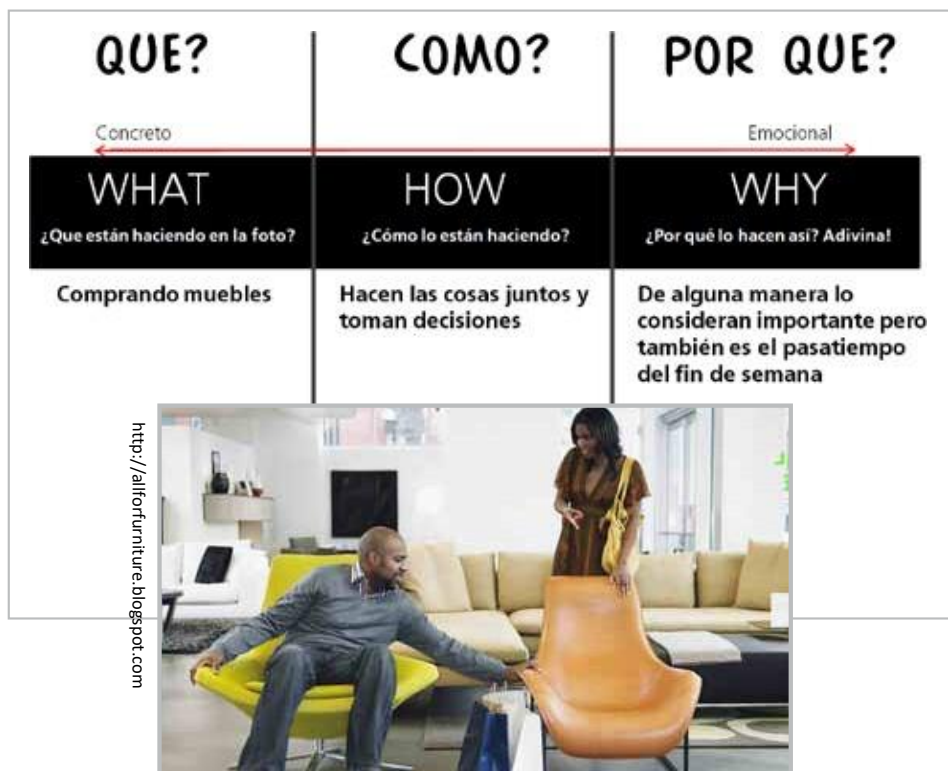 QUE?
COMO?
POR QUE?
Concreto
Emocional
WHAT
HOW
WHY
¿Que están haciendo en la foto?
¿Cómo lo están haciendo?
¿Por qué lo hacen así? Adivina!
Comprando muebles
Hacen las cosas juntos y
toman decisiones
De alguna manera lo
consideran importante pero
también es el pasatiempo
del fin de semana
http://allforfurniture.blogspot.com